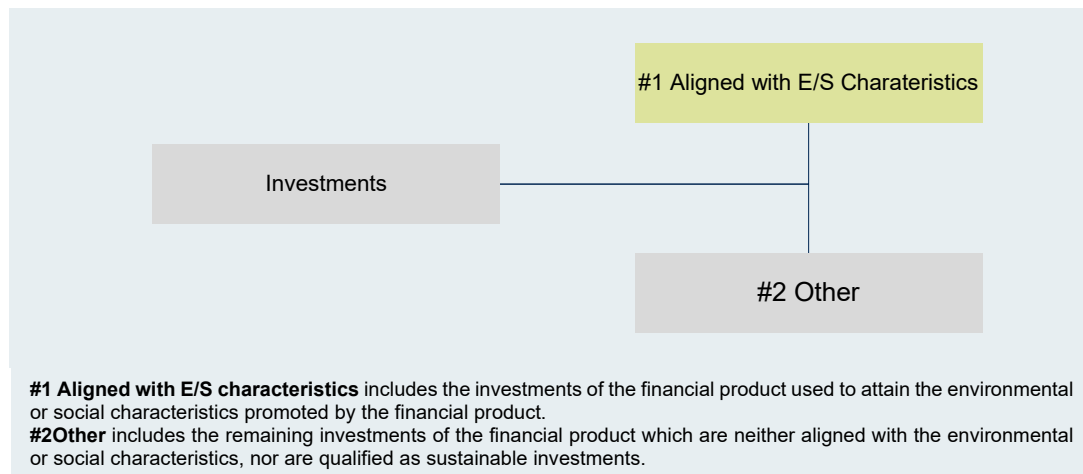 #1 Aligned with E/S Charateristics
Investments
#2 Other
#1 Aligned with E/S characteristics includes the investments of the financial product used to attain the environmental
or social characteristics promoted by the financial product.
#2Other includes the remaining investments of the financial product which are neither aligned with the environmental
or social characteristics, nor are qualified as sustainable investments.